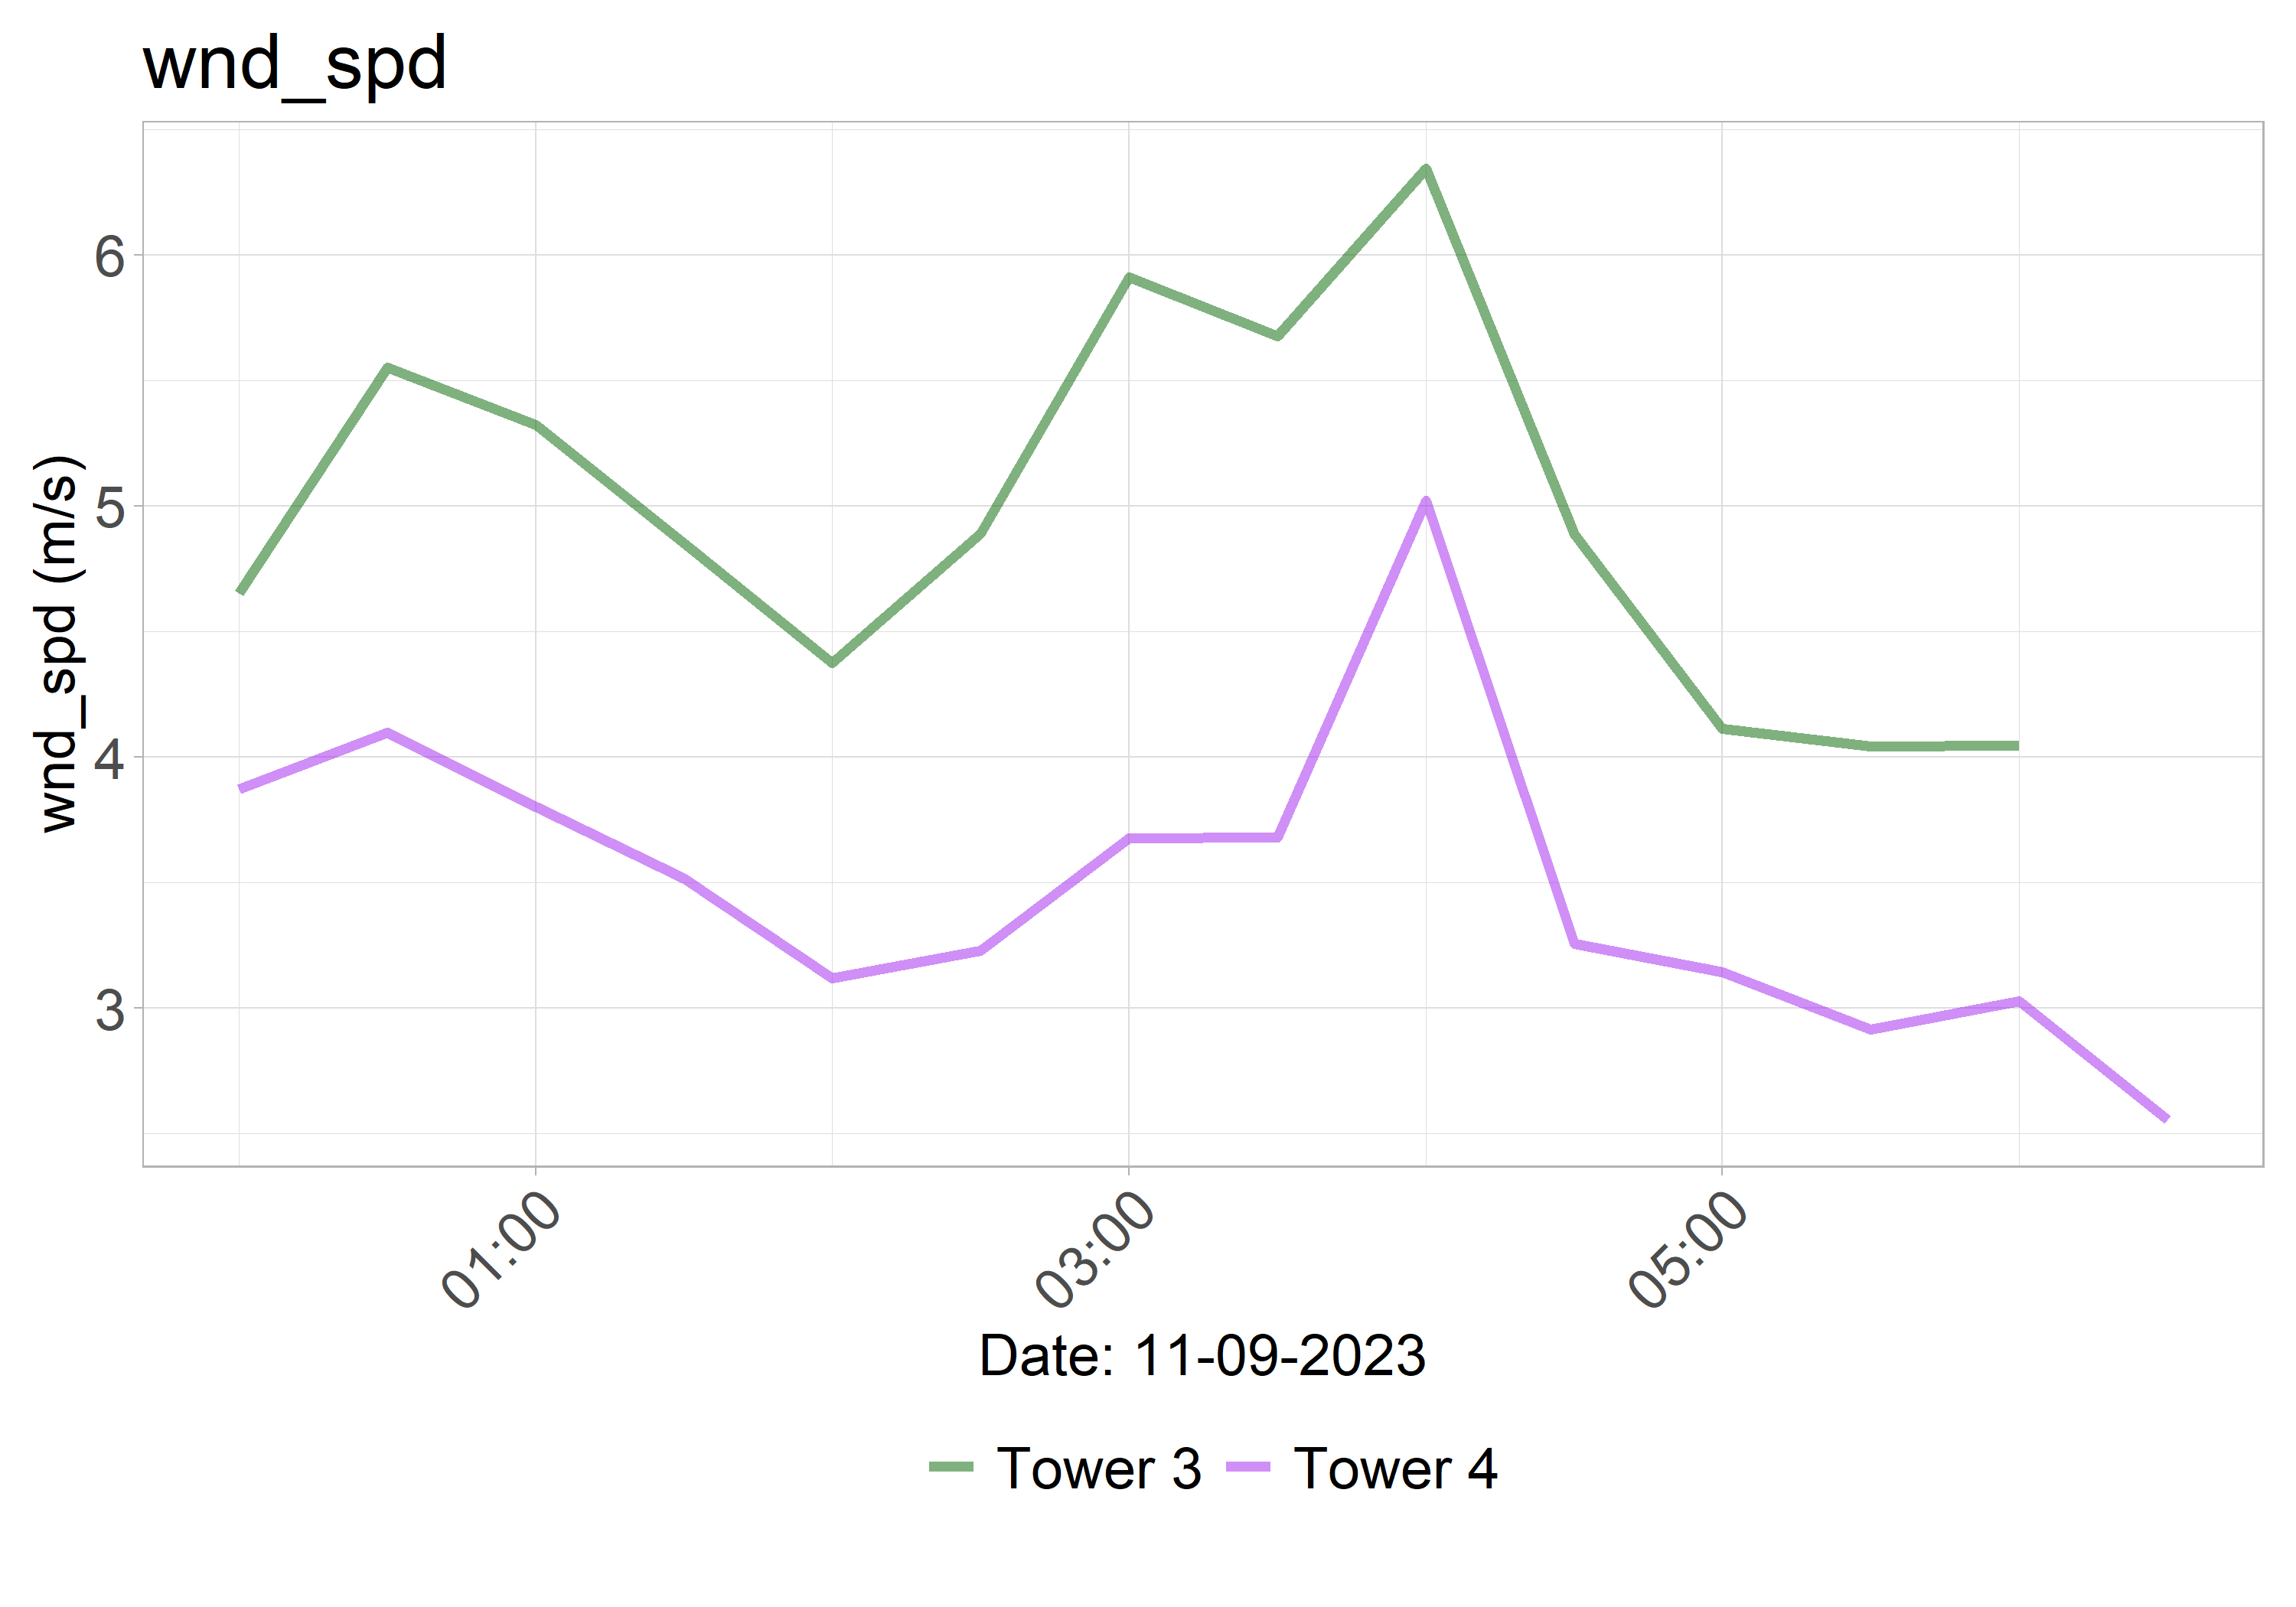 wnd_spd
wnd_spd (m/s)
6
5
4
3
01:00 03:00 05:00
Date: 11-09-2023
Tower 3 Tower 4